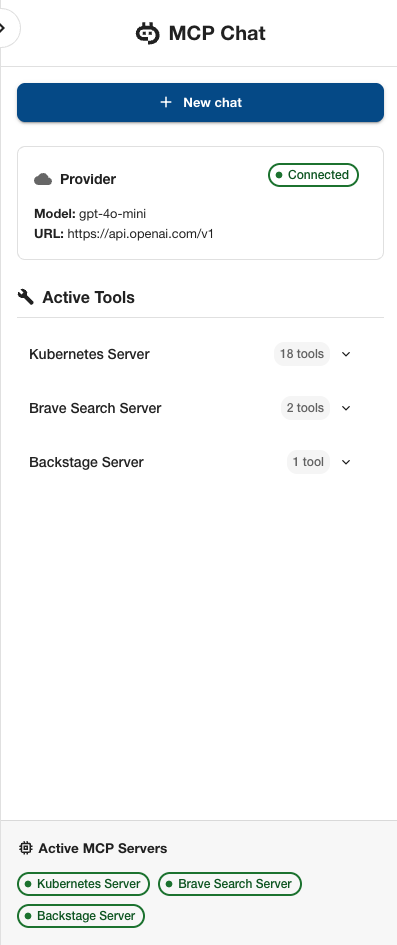 MCP Chat
New chat
Provider
Connected
Model: gpt-4o-mini
URL: https://api.openai.com/v1
Active Tools
Kubernetes Server 18 tools
Brave Search Server 2 tools
Backstage Server 1 tool
Active MCP Servers
Kubernetes Server Brave Search Server
Backstage Server